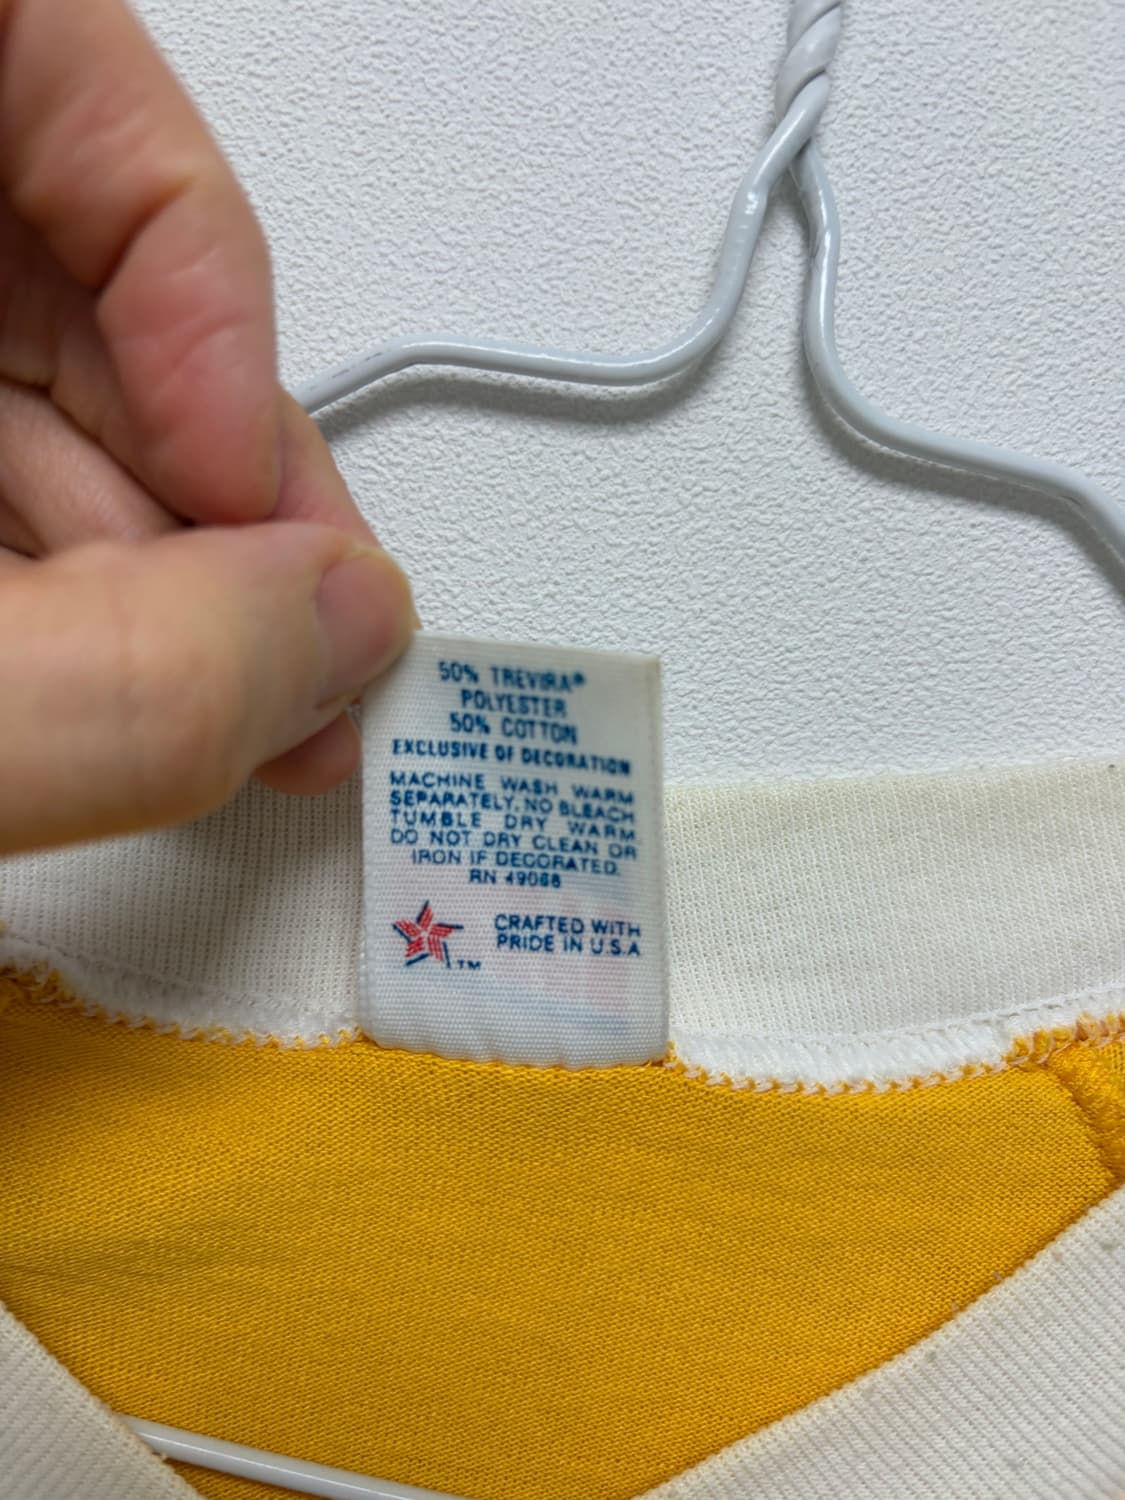 50% TREVIRA®
POLYESTER
50% COTTON
EXCLUSIVE OF DECORATION
MACHINE WASH WARM
SEPARATELY, NO BLEACH
TUMBLE DRY WARM
DO NOT DRY CLEAN OR
IRON IF DECORATED.
RN 49068
CRAFTED WITH
PRIDE IN U.S.A
TM